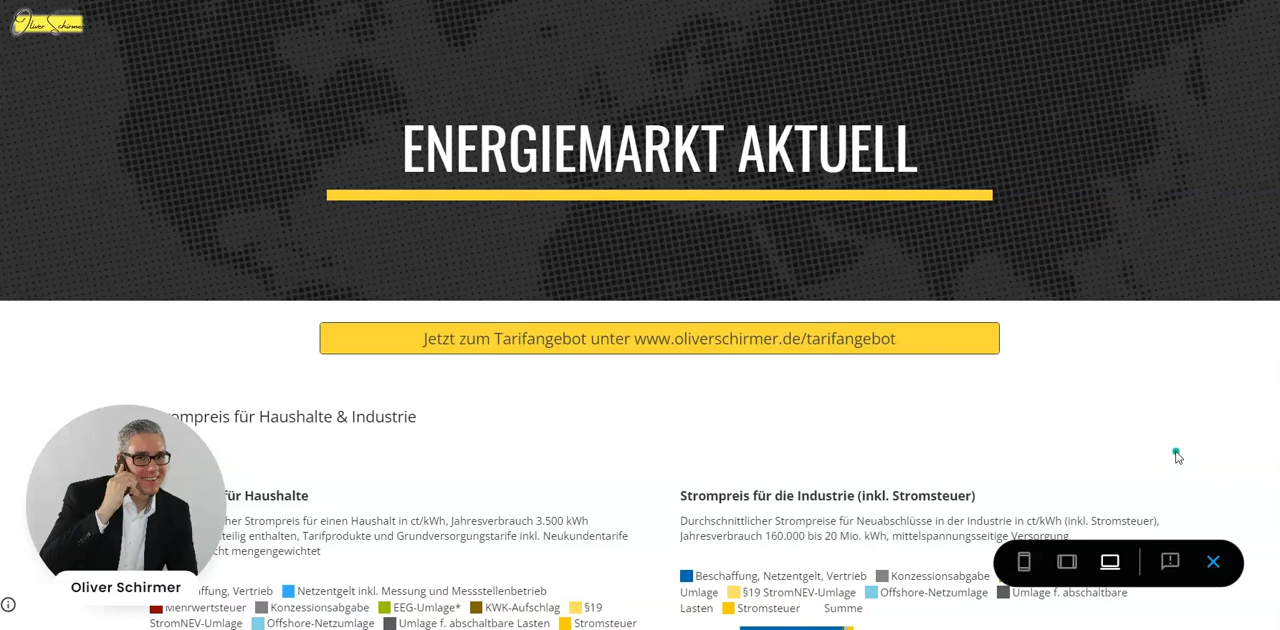 Oliver Schirmer
ENERGIEMARKT AKTUELL
Jetzt zum Tarifangebot unter www.oliverschirmer.de/tarifangebot
für Haushalte & Industrie
für Haushalte
Strompreis für einen Haushalt in ct/kWh, Jahresverbrauch 3.500 kWh
enthalten, Tarifprodukte und Grundversorgungstarife inkl. Neukundentarife
mengengewichtet
Vertrieb Netzentgelt inkl. Messung und Messstellenbetrieb
Mehrwertsteuer Konzessionsabgabe EEG-Umlage* KWK-Aufschlag §19
StromNEV-Umlage Offshore-Netzumlage Umlage f. abschaltbare Lasten Stromsteuer
Oliver Schirmer
Strompreis für die Industrie (inkl. Stromsteuer)
Durchschnittlicher Strompreise für Neuabschlüsse in der Industrie in ct/kWh (inkl. Stromsteuer),
Jahresverbrauch 160.000 bis 20 Mio. kWh, mittelspannungsseitige Versorgung
Beschaffung, Netzentgelt, Vertrieb Konzessionsabgabe
Umlage §19 StromNEV-Umlage Offshore-Netzumlage Umlage f. abschaltbare
Lasten Stromsteuer Summe